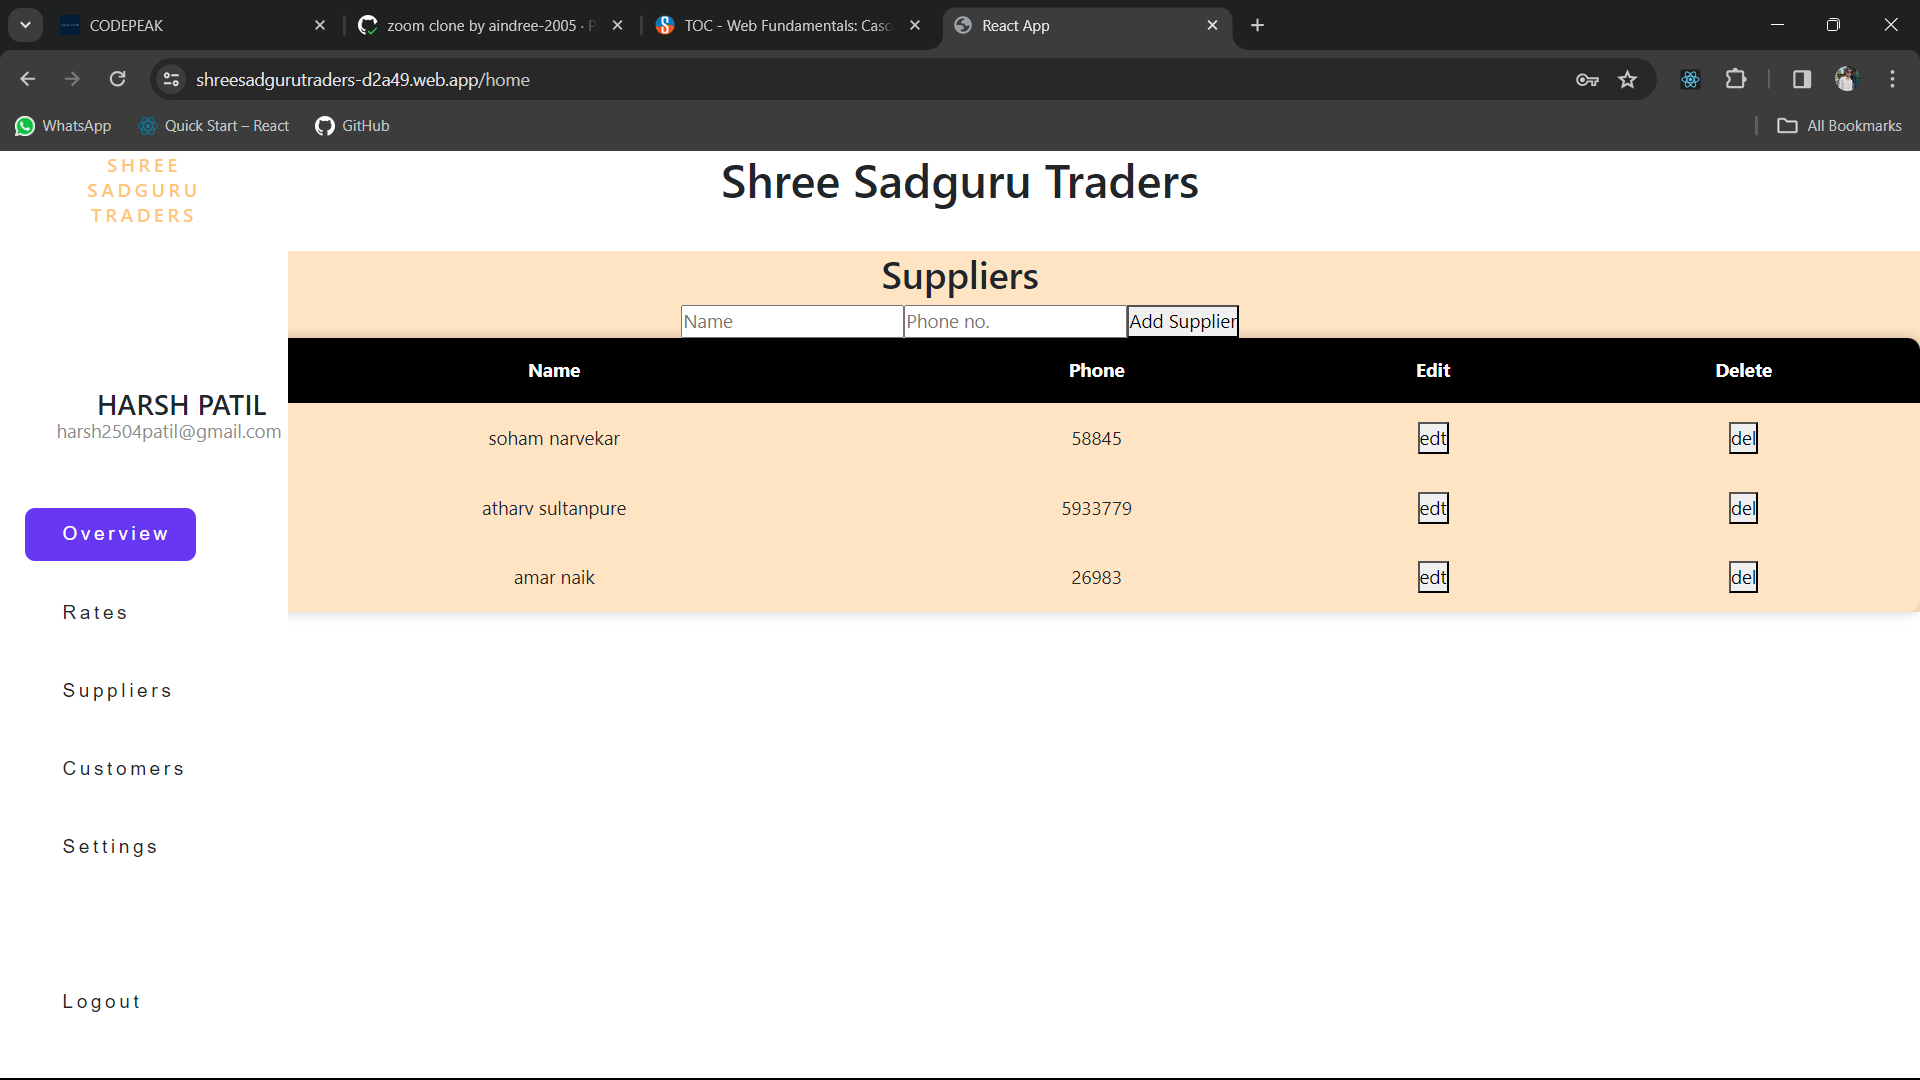 CODEPEAK
zoom clone by aindree-2005 · P
TOC - Web Fundamentals: Casc
React App
shreesadgurutraders-d2a49.web.app/home
WhatsApp
Quick Start – React
GitHub
All Bookmarks
SHREE
SADGURU
TRADERS
Shree Sadguru Traders
HARSH PATIL
harsh2504patil@gmail.com
Overview
Rates
Suppliers
Customers
Settings
Logout
Suppliers
Name Phone no. Add Supplier
Name Phone Edit Delete
soham narvekar 58845 edt del
atharv sultanpure 5933779 edt del
amar naik 26983 edt del